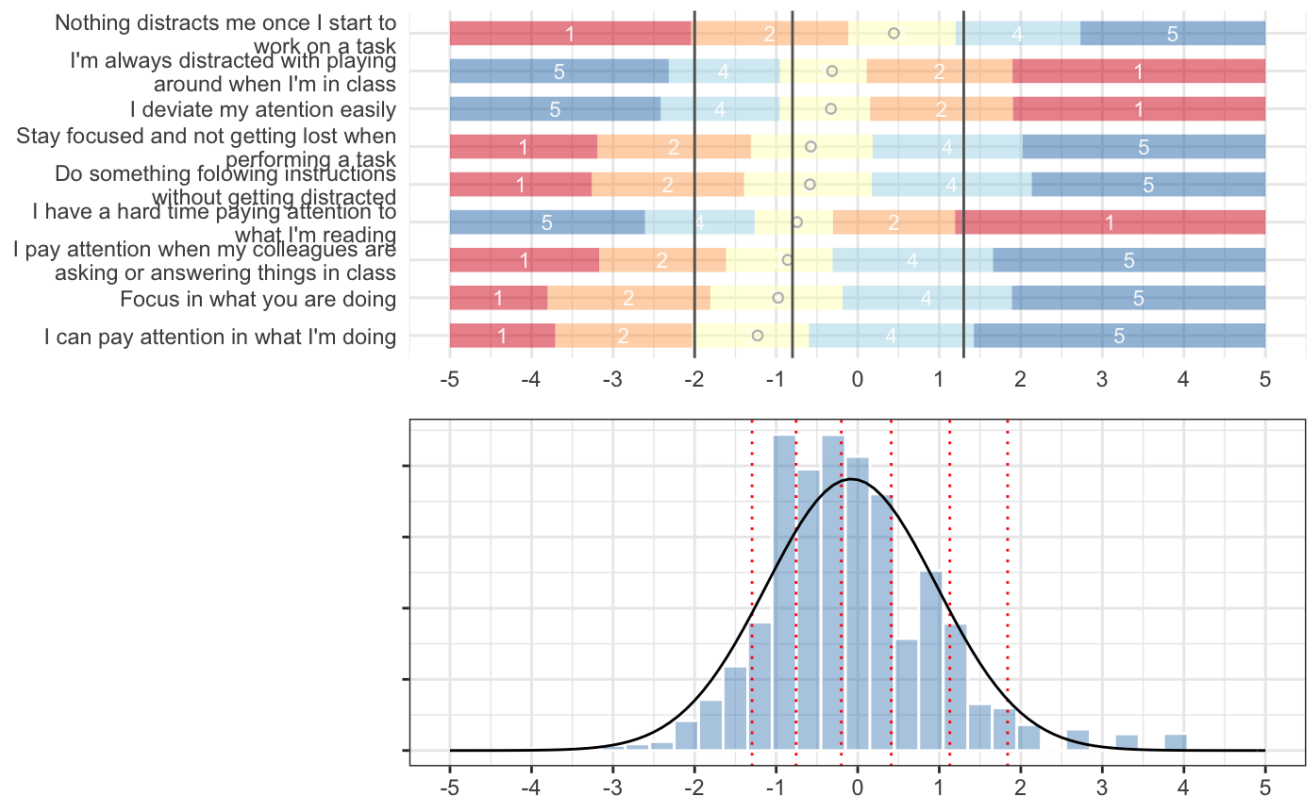 Nothing distracts me once I start to
work on a task
1 2 4 5
I'm always distracted with playing
around when I'm in class
5 4 2 1
I deviate my atention easily
5 4 2 1
Stay focused and not getting lost when
performing a task
1 2 4 5
Do something folowing instructions
without getting distracted
1 2 4 5
I have a hard time paying attention to
what I'm reading
5 4 2 1
I pay attention when my colleagues are
asking or answering things in class
1 2 4 5
Focus in what you are doing
1 2 4 5
I can pay attention in what I'm doing
1 2 4 5
-5 -4 -3 -2 -1 0 1 2 3 4 5
-5 -4 -3 -2 -1 0 1 2 3 4 5